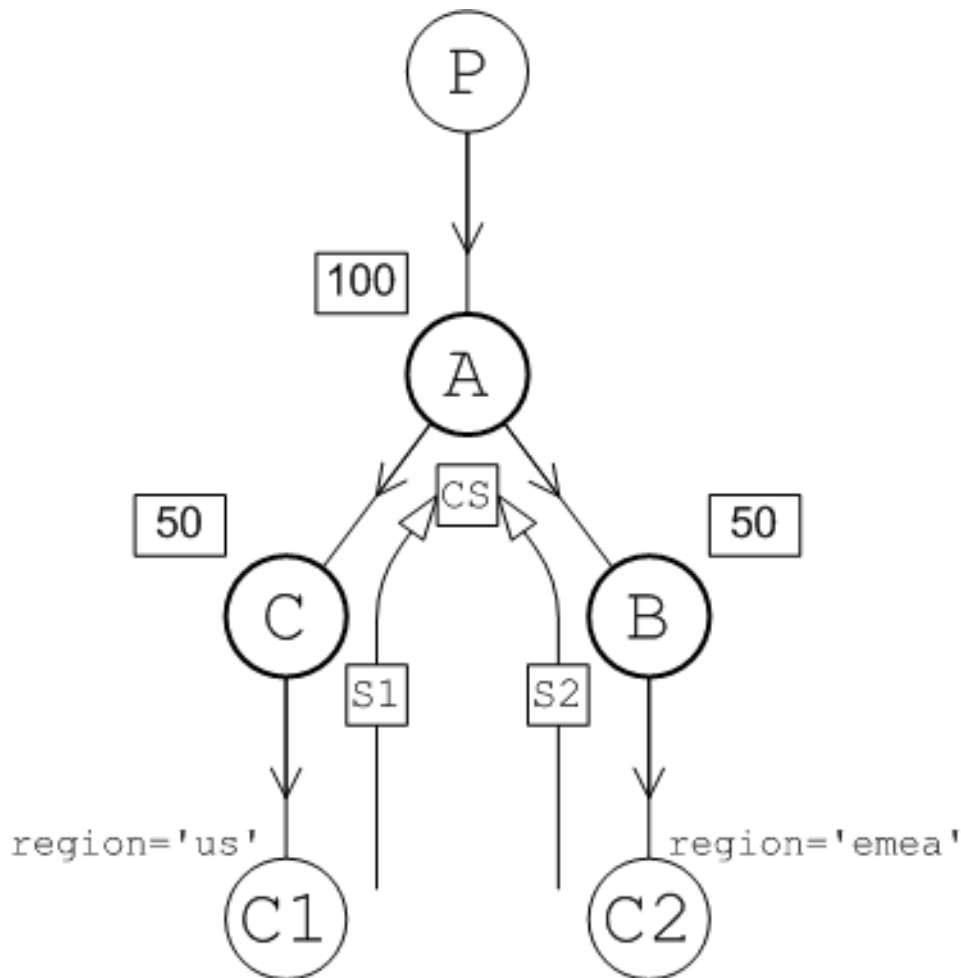 P
100
A
CS
50
50
C
B
S1
S2
region='us'
region='emea'
C1
C2